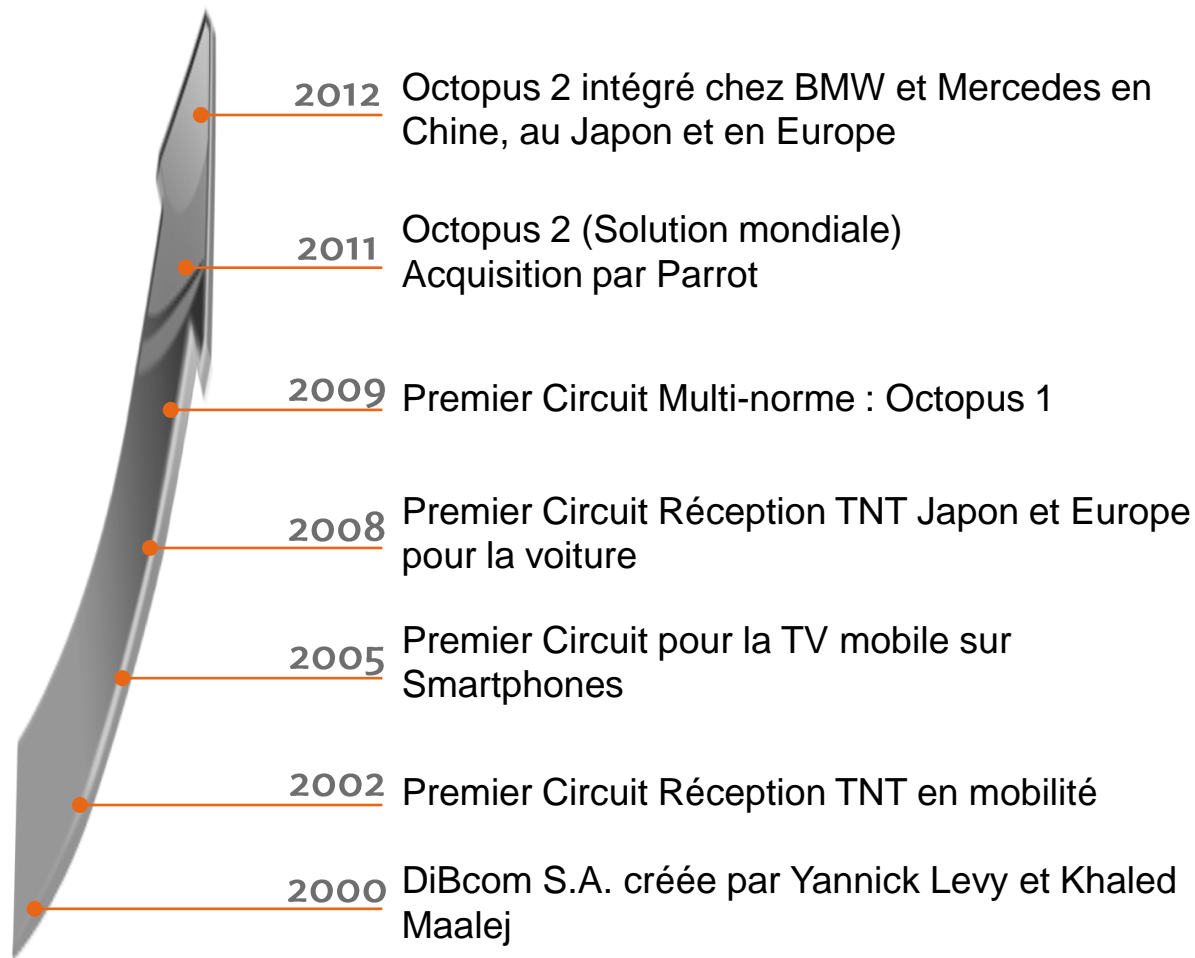 2012
Octopus 2 intégré chez BMW et Mercedes en
Chine, au Japon et en Europe
2011
Octopus 2 (Solution mondiale)
Acquisition par Parrot
2009
Premier Circuit Multi-norme : Octopus 1
2008
Premier Circuit Réception TNT Japon et Europe
pour la voiture
2005
Premier Circuit pour la TV mobile sur
Smartphones
2002
Premier Circuit Réception TNT en mobilité
2000
DiBcom S.A. créée par Yannick Levy et Khaled
Maalej